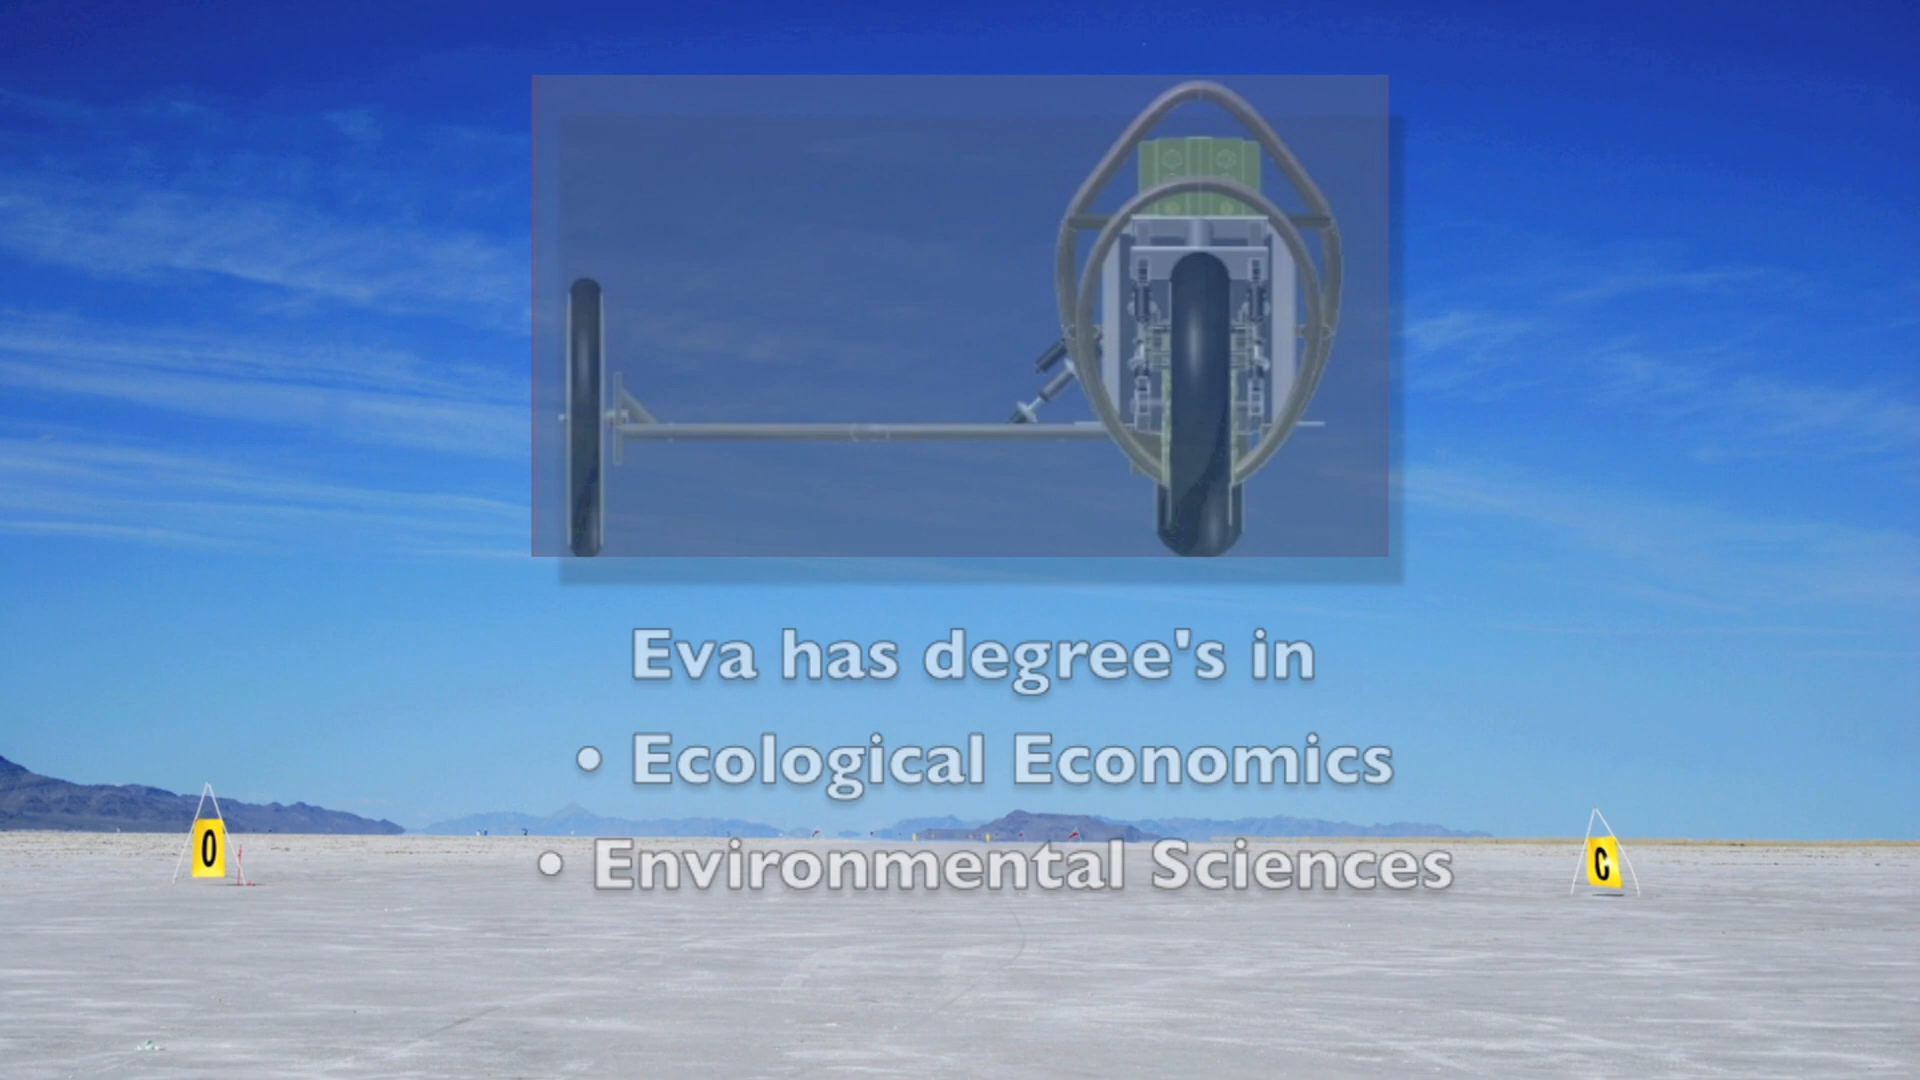 Eva has degree's in
• Ecological Economics
• Environmental Sciences
0
C